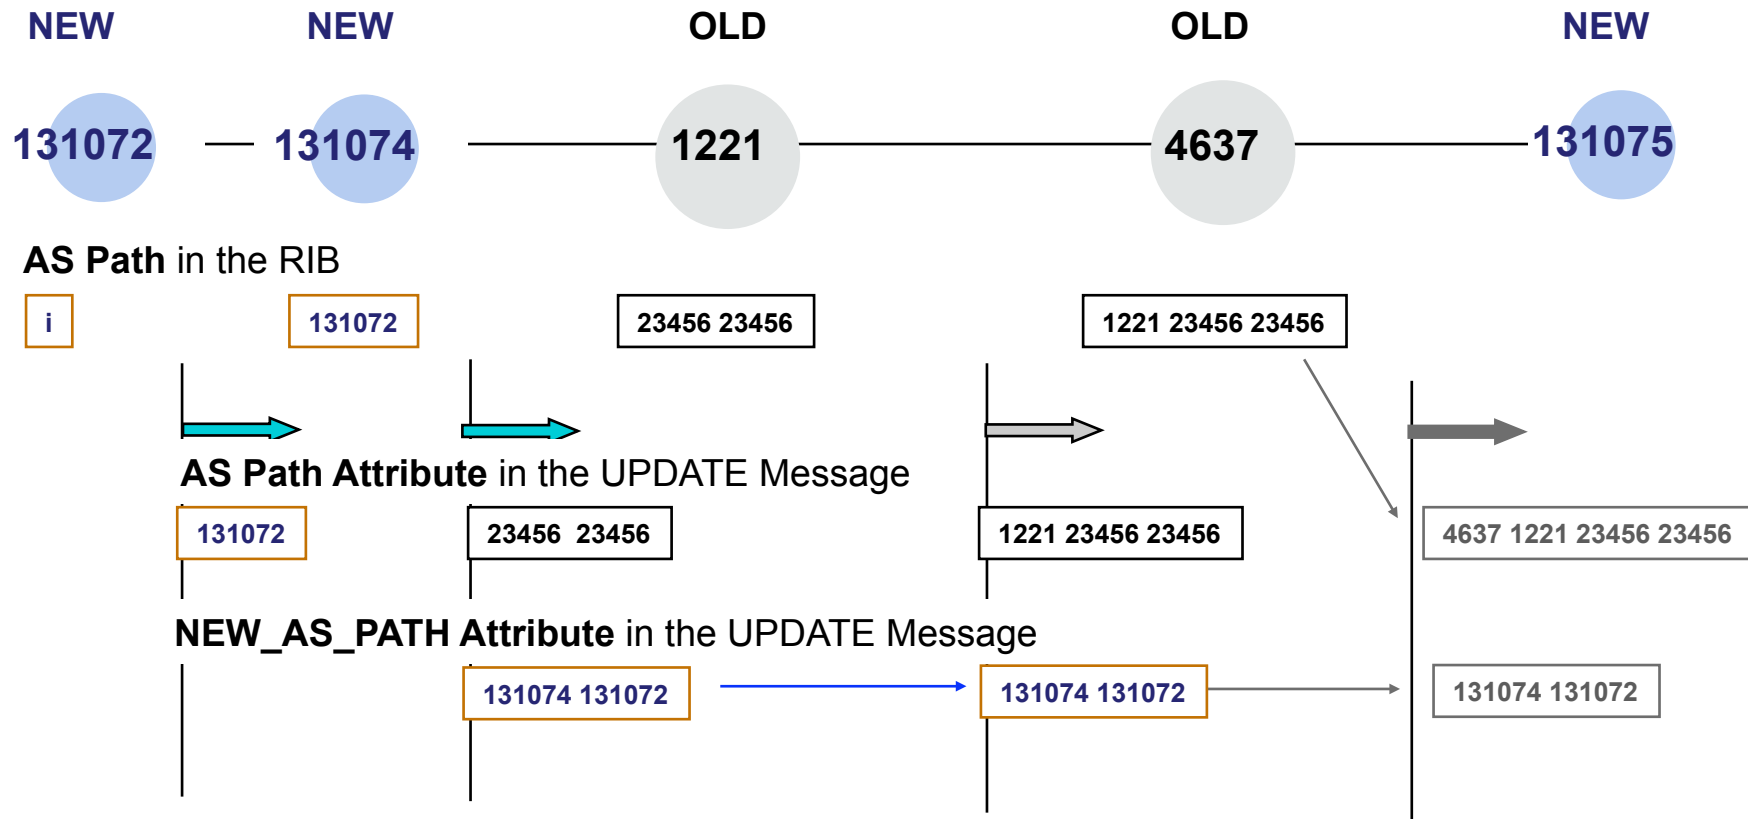 NEW NEW OLD OLD NEW
131072 131074 1221 4637 131075
AS Path in the RIB
i 131072 23456 23456 1221 23456 23456
AS Path Attribute in the UPDATE Message
131072 23456 23456 1221 23456 23456 4637 1221 23456 23456
NEW_AS_PATH Attribute in the UPDATE Message
131074 131072 131074 131072 131074 131072